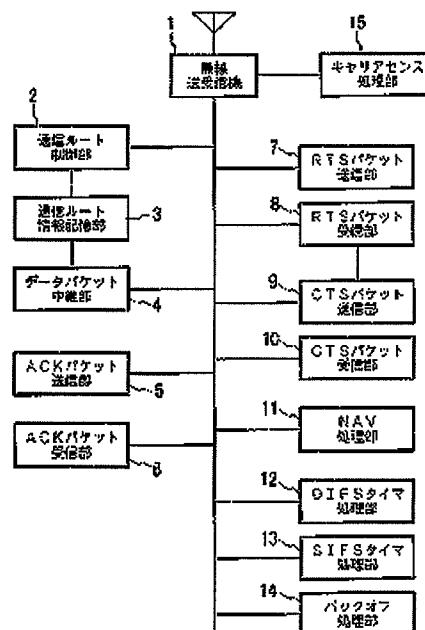 1
無線
送受信機
15
キャリアセンス
処理部
2
通信ルート
制御部
通信ルート
情報記憶部
3
データパケット
中継部
4
ACKパケット
送信部
5
ACKパケット
受信部
6
7
RTSパケット
送信部
8
RTSパケット
受信部
9
CTSパケット
送信部
10
CTSパケット
受信部
11
NAV
処理部
12
DIFSタイマ
処理部
13
SIFSタイマ
処理部
14
バックオフ
処理部